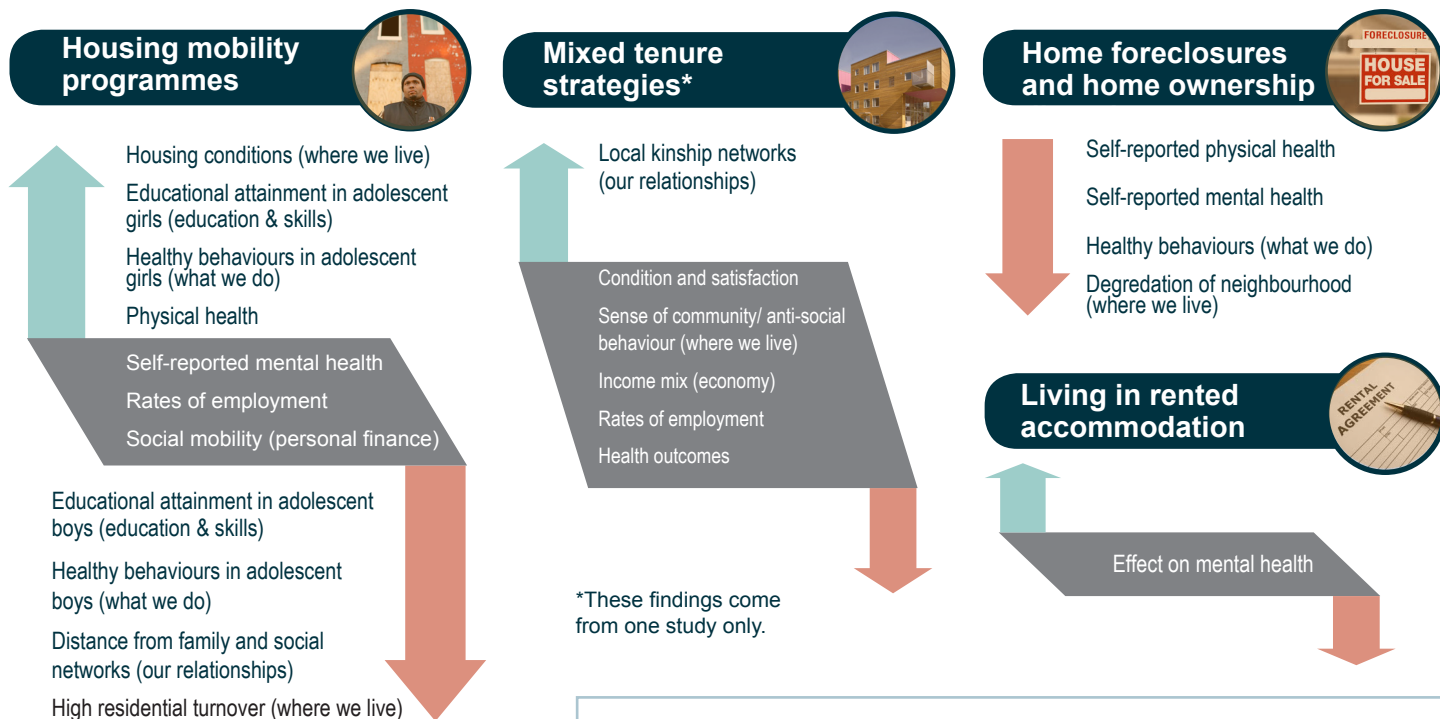 Housing mobility
programmes
Housing conditions (where we live)
Educational attainment in adolescent
girls (education & skills)
Healthy behaviours in adolescent
girls (what we do)
Physical health
Self-reported mental health
Rates of employment
Social mobility (personal finance)
Educational attainment in adolescent
boys (education & skills)
Healthy behaviours in adolescent
boys (what we do)
Distance from family and social
networks (our relationships)
High residential turnover (where we live)
Mixed tenure
strategies*
Local kinship networks
(our relationships)
Condition and satisfaction
Sense of community/ anti-social
behaviour (where we live)
Income mix (economy)
Rates of employment
Health outcomes
*These findings come
from one study only.
Home foreclosures
and home ownership
FORECLOSURE
HOUSE
FOR SALE
Self-reported physical health
Self-reported mental health
Healthy behaviours (what we do)
Degredation of neighbourhood
(where we live)
Living in rented
accommodation
RENTAL
AGREEMENT
Effect on mental health